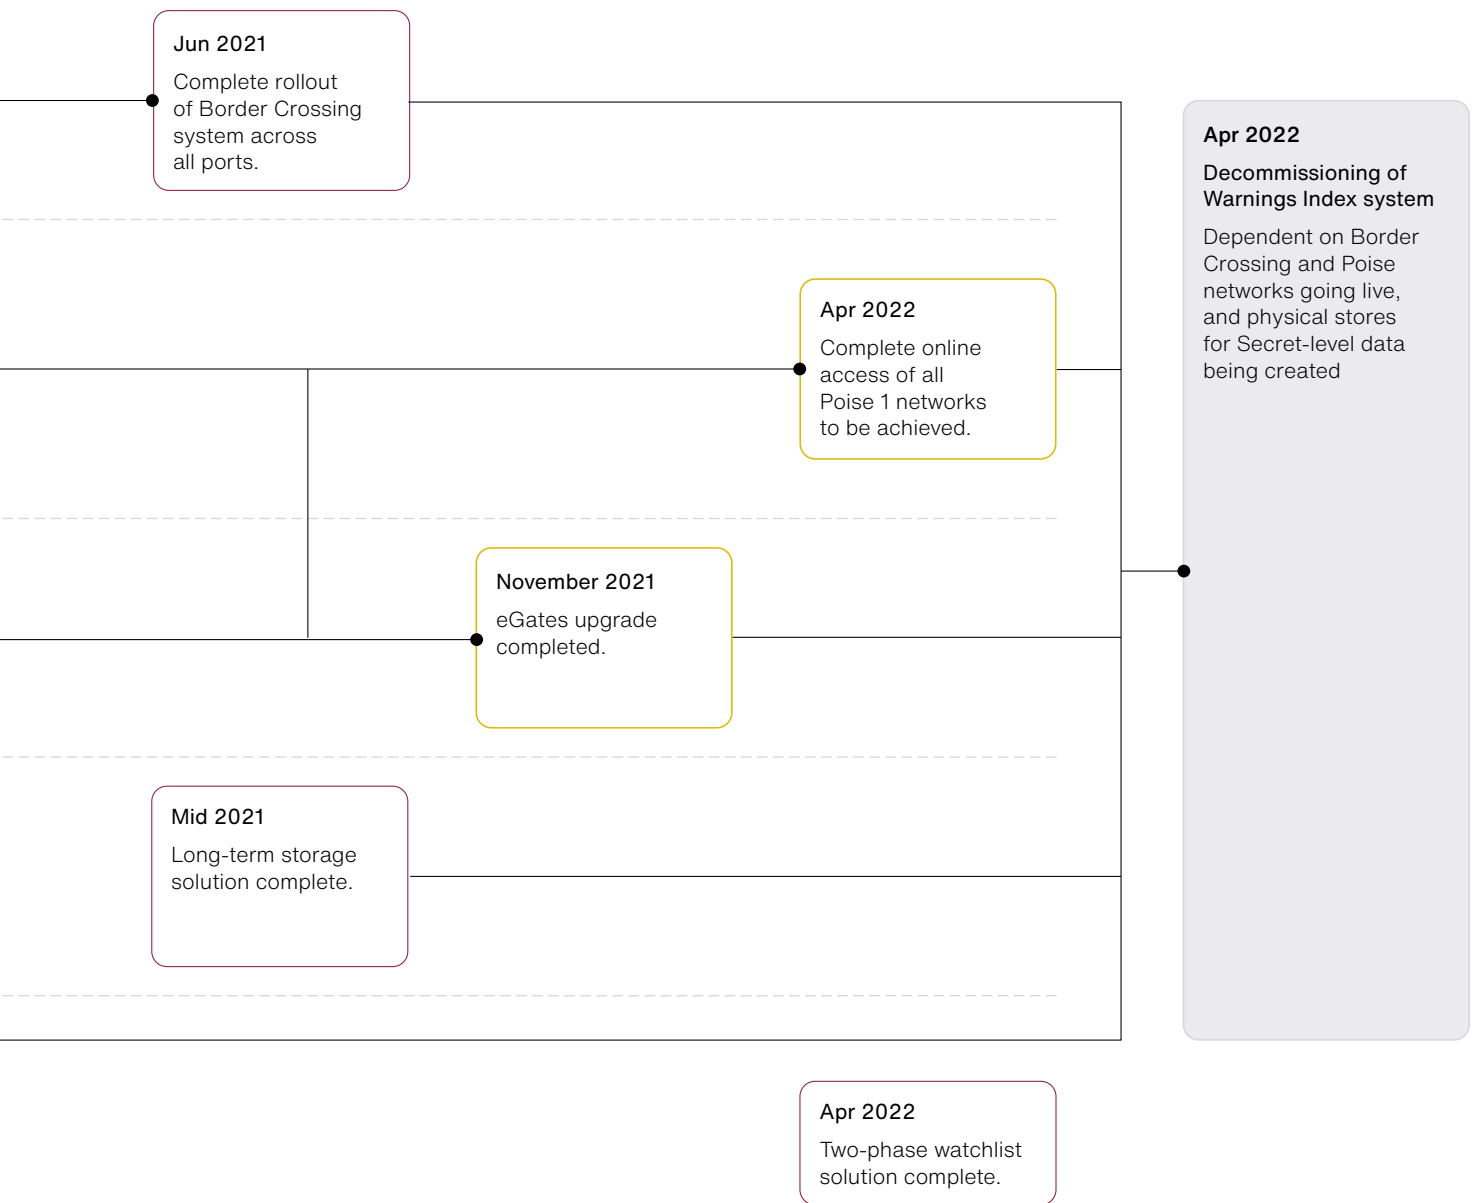 Jun 2021
Complete rollout
of Border Crossing
system across
all ports.
Apr 2022
Decommissioning of
Warnings Index system
Dependent on Border
Crossing and Poise
networks going live,
and physical stores
for Secret-level data
being created
Apr 2022
Complete online
access of all
Poise 1 networks
to be achieved.
November 2021
eGates upgrade
completed.
Mid 2021
Long-term storage
solution complete.
Apr 2022
Two-phase watchlist
solution complete.